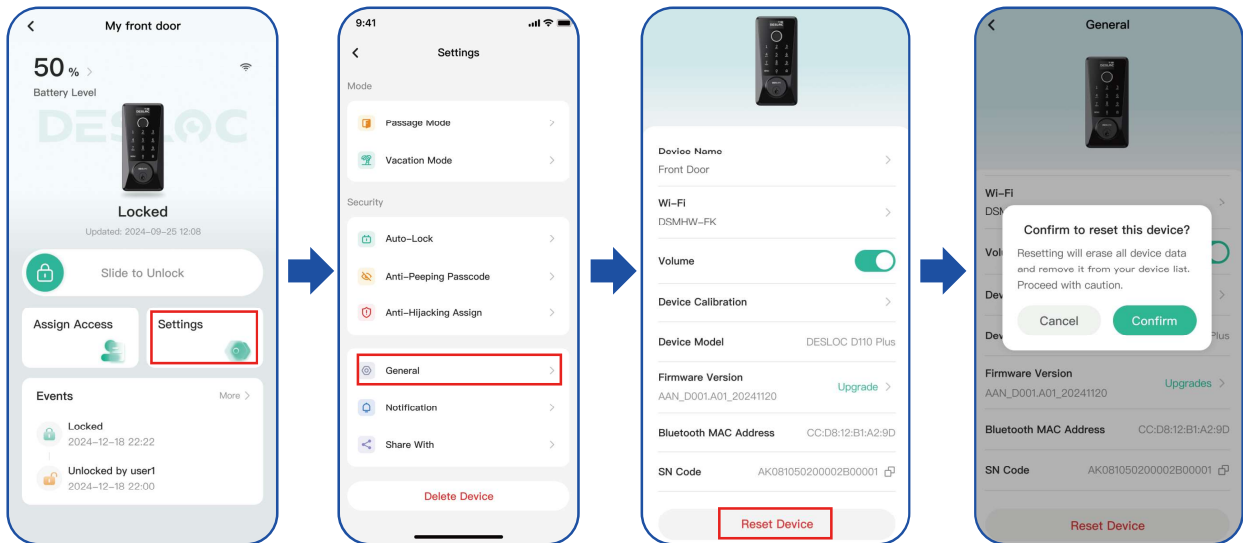 My front door
50 %
Battery Level
DESLOC
Locked
Updated: 2024-09-25 12:08
Slide to Unlock
Assign Access
Settings
Events
More
Locked
2024-12-18 22:22
Unlocked by user1
2024-12-18 22:00
9:41
Settings
Mode
Passage Mode
Vacation Mode
Security
Auto-Lock
Anti-Peeping Passcode
Anti-Hijacking Assign
General
Notification
Share With
Delete Device
Device Name
Front Door
Wi-Fi
DSMHW-FK
Volume
Device Calibration
Device Model DESLOC D110 Plus
Firmware Version
AAN_D001.A01_20241120
Upgrade
Bluetooth MAC Address CC:D8:12:B1:A2:9D
SN Code AK081050200002B00001
Reset Device
General
Wi-Fi
DSM
Confirm to reset this device?
Resetting will erase all device data
and remove it from your device list.
Proceed with caution.
Cancel
Confirm
Vol
Dev
Dev
Plus
Firmware Version
AAN_D001.A01_20241120
Upgrades
Bluetooth MAC Address CC:D8:12:B1:A2:9D
SN Code AK081050200002B00001
Reset Device